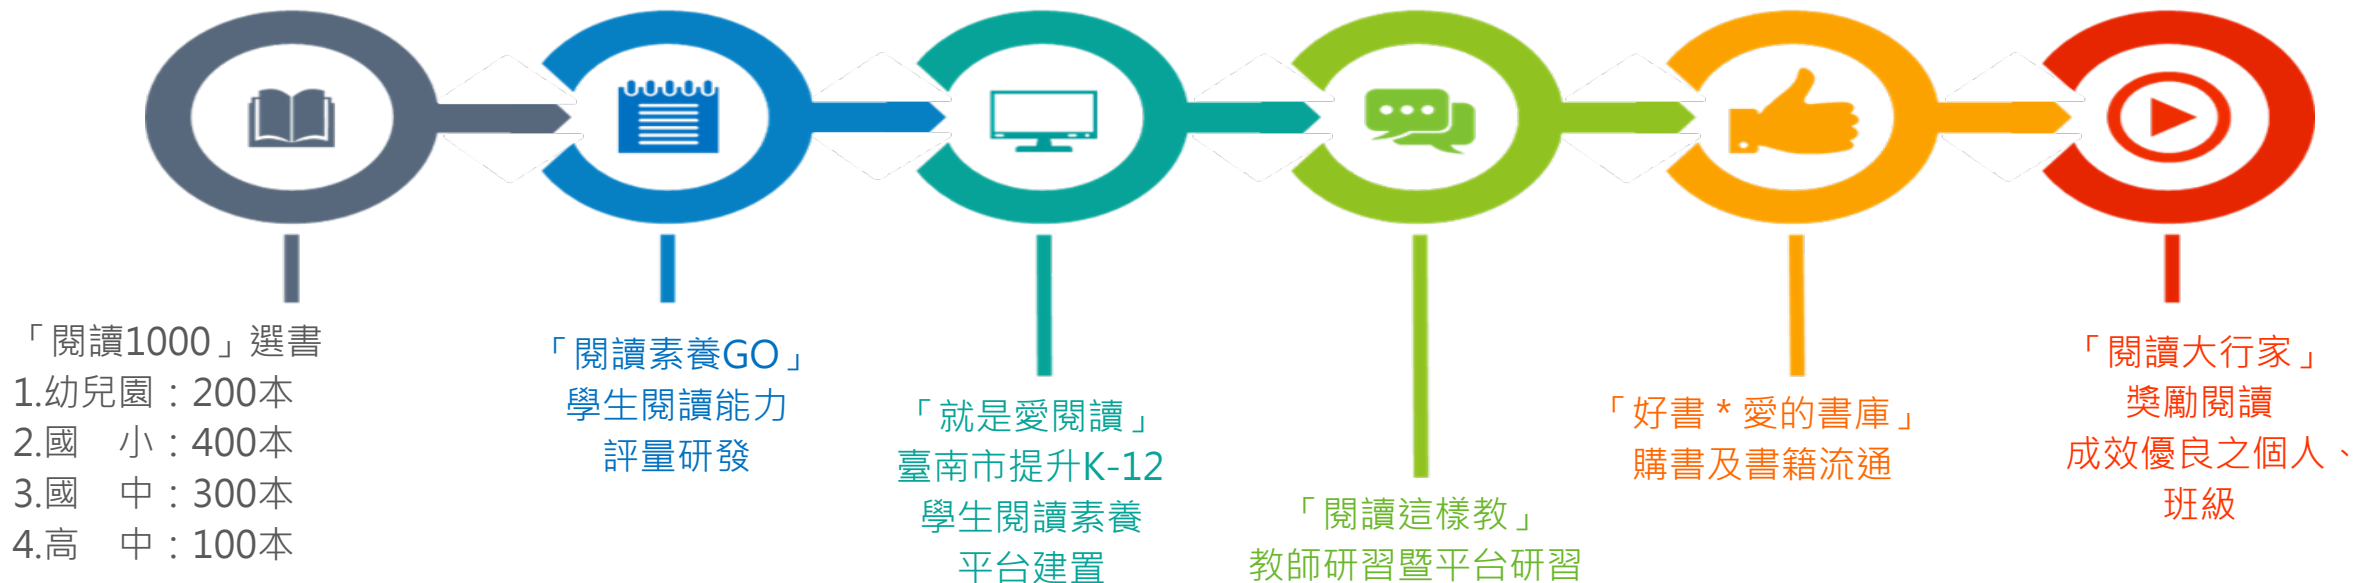 「閱讀1000」選書
1.幼兒園：200本
2.國　小：400本
3.國　中：300本
4.高　中：100本
「閱讀素養GO」
學生閱讀能力
評量研發
「就是愛閱讀」
臺南市提升K-12
學生閱讀素養
平台建置
「閱讀這樣教」
教師研習暨平台研習
「好書＊愛的書庫」
購書及書籍流通
「閱讀大行家」
獎勵閱讀
成效優良之個人、
班級